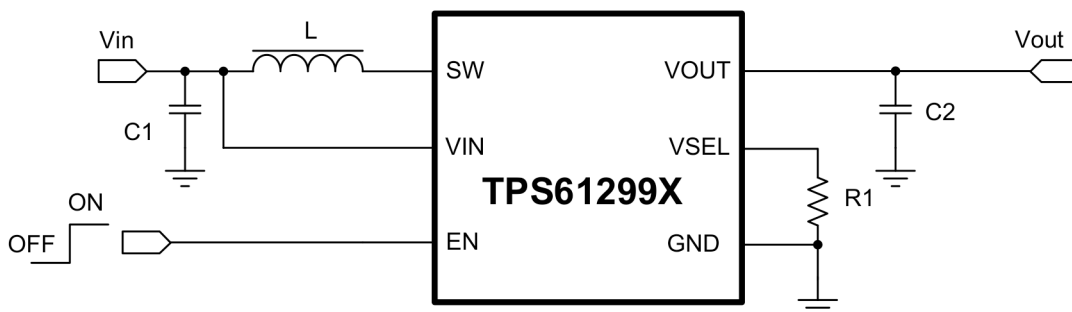 Vin
L
Vout
SW
VOUT
C1
C2
VIN
VSEL
TPS61299X
R1
ON
OFF
EN
GND